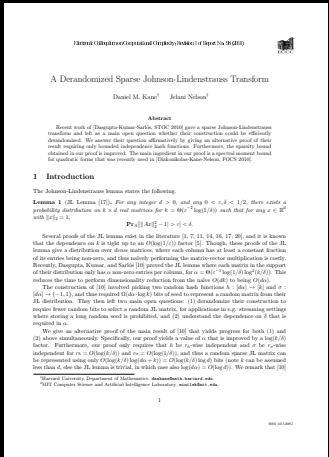 Electronic Colloquium on Computational Complexity, Revision 1 of Report No. 98 (2010)
ECCC
A Derandomized Sparse Johnson-Lindenstrauss Transform
Daniel M. Kane¹ Jelani Nelson²
Abstract
Recent work of [Dasgupta-Kumar-Sarlós, STOC 2010] gave a sparse Johnson-Lindenstrauss
transform and left as a main open question whether their construction could be efficiently
derandomized. We answer their question affirmatively by giving an alternative proof of their
result requiring only bounded independence hash functions. Furthermore, the sparsity bound
obtained in our proof is improved. The main ingredient in our proof is a spectral moment bound
for quadratic forms that was recently used in [Diakonikolas-Kane-Nelson, FOCS 2010].
1 Introduction
The Johnson-Lindenstrauss lemma states the following.
Lemma 1 (JL Lemma [17]). For any integer d > 0, and any 0 < ε, δ < 1/2, there exists a
probability distribution on k × d real matrices for k = Θ(ε⁻² log(1/δ)) such that for any x ∈ ℝᵈ
with ‖x‖₂ = 1,
Pr_A[|‖Ax‖₂² − 1| > ε] < δ.
Several proofs of the JL lemma exist in the literature [1, 7, 11, 14, 16, 17, 20], and it is known
that the dependence on k is tight up to an O(log(1/ε)) factor [5]. Though, these proofs of the JL
lemma give a distribution over dense matrices, where each column has at least a constant fraction
of its entries being non-zero, and thus naïvely performing the matrix-vector multiplication is costly.
Recently, Dasgupta, Kumar, and Sarlós [10] proved the JL lemma where each matrix in the support
of their distribution only has α non-zero entries per column, for α = Θ(ε⁻¹ log(1/δ) log²(k/δ)). This
reduces the time to perform dimensionality reduction from the naïve O(dk) to being O(dα).
The construction of [10] involved picking two random hash functions h : [dα] → [k] and σ :
[dα] → {−1, 1}, and thus required Ω(dα · log k) bits of seed to represent a random matrix from their
JL distribution. They then left two main open questions: (1) derandomize their construction to
require fewer random bits to select a random JL matrix, for applications in e.g. streaming settings
where storing a long random seed is prohibited, and (2) understand the dependence on δ that is
required in α.
We give an alternative proof of the main result of [10] that yields progress for both (1) and
(2) above simultaneously. Specifically, our proof yields a value of α that is improved by a log(k/δ)
factor. Furthermore, our proof only requires that h be r_h-wise independent and σ be r_σ-wise
independent for r_h = O(log(k/δ)) and r_σ = O(log(1/δ)), and thus a random sparse JL matrix can
be represented using only O(log(k/δ) log(dα + k)) = O(log(k/δ) log d) bits (note k can be assumed
less than d, else the JL lemma is trivial, in which case also log(dα) = O(log d)). We remark that [10]
¹Harvard University, Department of Mathematics. dankane@math.harvard.edu.
²MIT Computer Science and Artificial Intelligence Laboratory. minilek@mit.edu.
1